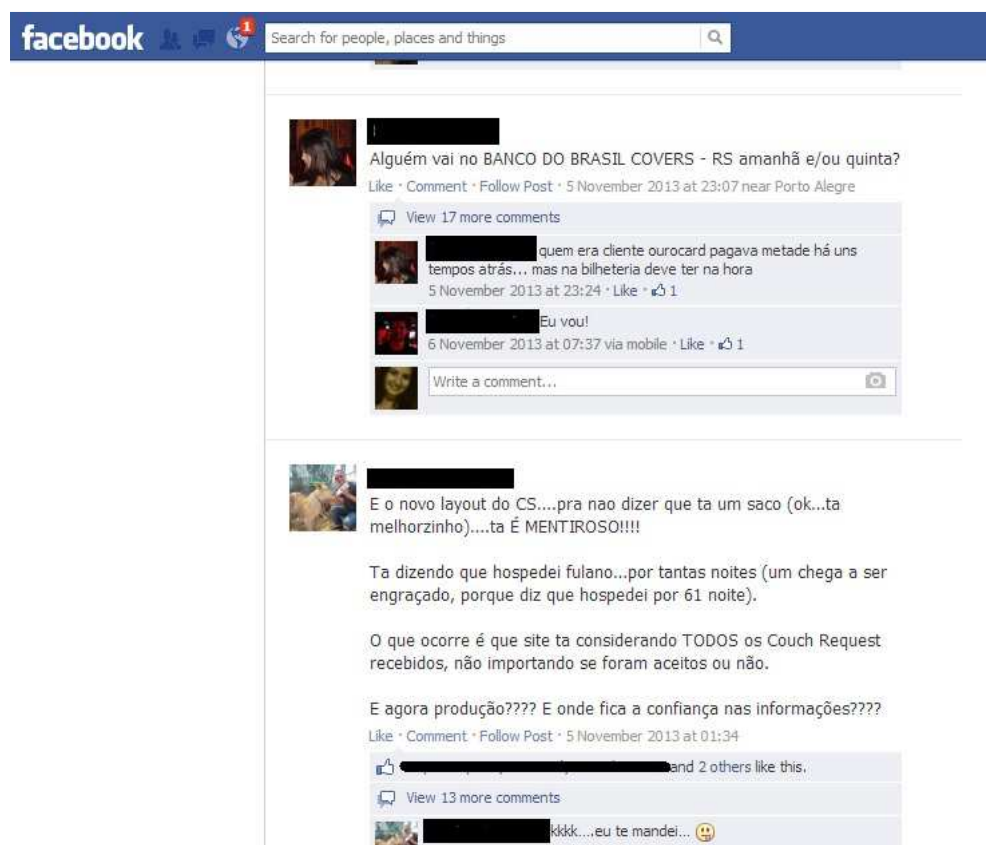 facebook
1
Search for people, places and things
Alguém vai no BANCO DO BRASIL COVERS - RS amanhã e/ou quinta?
Like · Comment · Follow Post · 5 November 2013 at 23:07 near Porto Alegre
View 17 more comments
quem era cliente ourocard pagava metade há uns
tempos atrás... mas na bilheteria deve ter na hora
5 November 2013 at 23:24 · Like · 1
Eu vou!
6 November 2013 at 07:37 via mobile · Like · 1
Write a comment...
E o novo layout do CS....pra nao dizer que ta um saco (ok...ta
melhorzinho)....ta É MENTIROSO!!!!
Ta dizendo que hospedei fulano...por tantas noites (um chega a ser
engraçado, porque diz que hospedei por 61 noite).
O que ocorre é que site ta considerando TODOS os Couch Request
recebidos, não importando se foram aceitos ou não.
E agora produção???? E onde fica a confiança nas informações????
Like · Comment · Follow Post · 5 November 2013 at 01:34
and 2 others like this.
View 13 more comments
kkkk....eu te mandei...